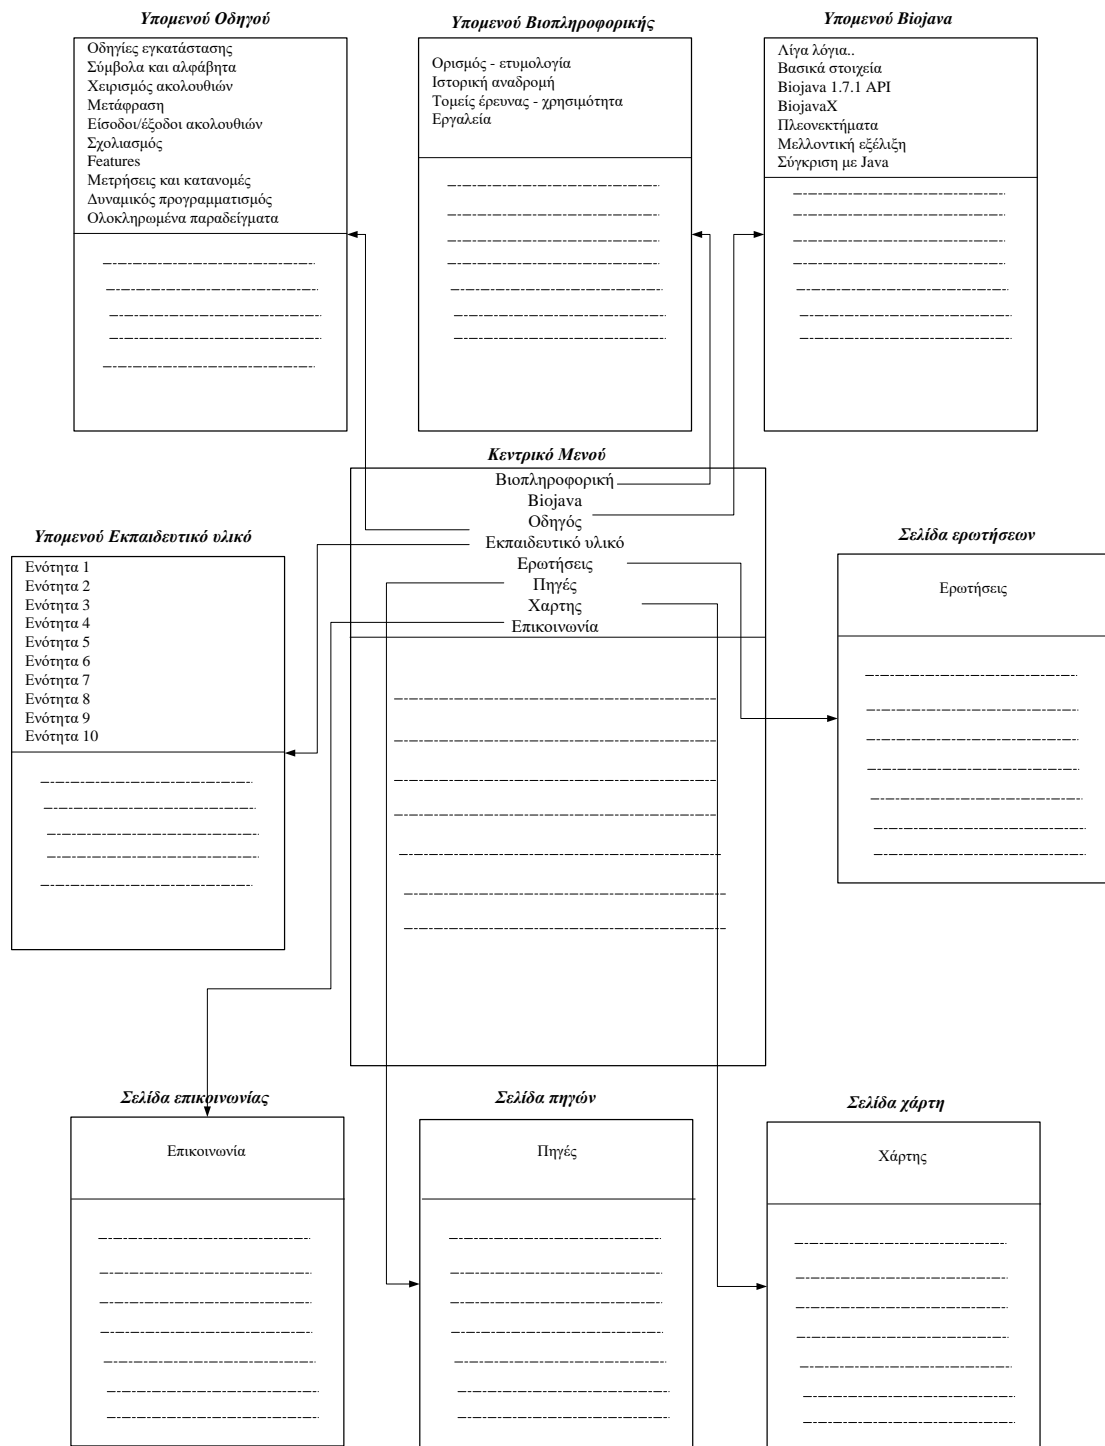 Υπομενού Οδηγού
Οδηγίες εγκατάστασης
Σύμβολα και αλφάβητα
Χειρισμός ακολουθιών
Μετάφραση
Είσοδοι/έξοδοι ακολουθιών
Σχολιασμός
Features
Μετρήσεις και κατανομές
Δυναμικός προγραμματισμός
Ολοκληρωμένα παραδείγματα
Υπομενού Βιοπληροφορικής
Ορισμός - ετυμολογία
Ιστορική αναδρομή
Τομείς έρευνας - χρησιμότητα
Εργαλεία
Υπομενού Biojava
Λίγα λόγια..
Βασικά στοιχεία
Biojava 1.7.1 API
BiojavaX
Πλεονεκτήματα
Μελλοντική εξέλιξη
Σύγκριση με Java
Κεντρικό Μενού
Βιοπληροφορική
Biojava
Οδηγός
Εκπαιδευτικό υλικό
Ερωτήσεις
Πηγές
Χαρτης
Επικοινωνία
Υπομενού Εκπαιδευτικό υλικό
Ενότητα 1
Ενότητα 2
Ενότητα 3
Ενότητα 4
Ενότητα 5
Ενότητα 6
Ενότητα 7
Ενότητα 8
Ενότητα 9
Ενότητα 10
Σελίδα ερωτήσεων
Ερωτήσεις
Σελίδα επικοινωνίας
Επικοινωνία
Σελίδα πηγών
Πηγές
Σελίδα χάρτη
Χάρτης